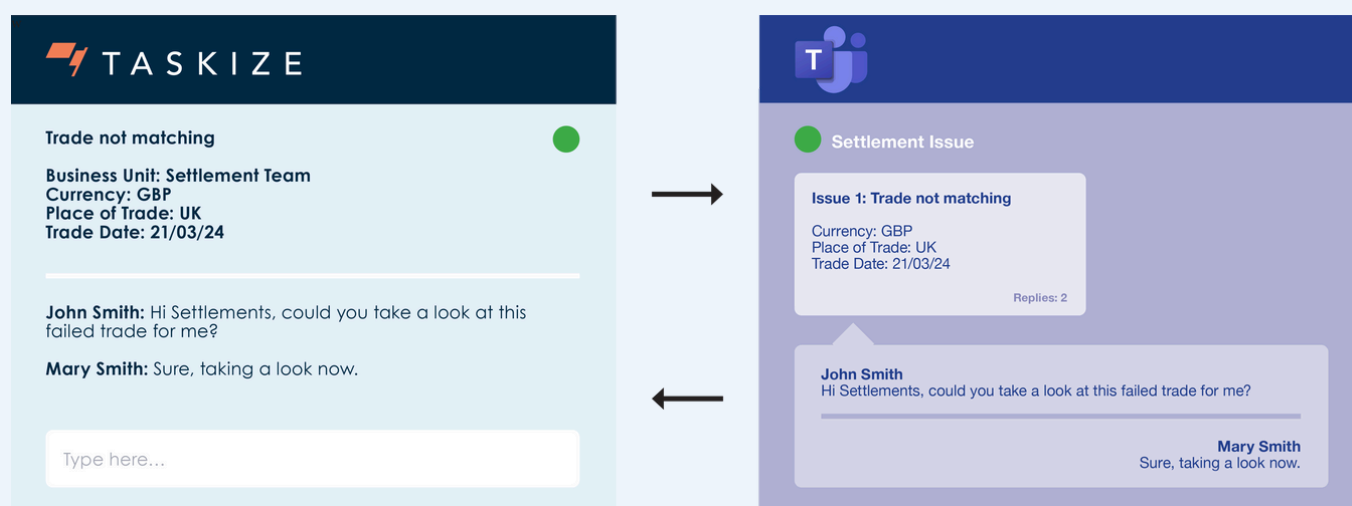 TASKIZE
Trade not matching
Business Unit: Settlement Team
Currency: GBP
Place of Trade: UK
Trade Date: 21/03/24
John Smith: Hi Settlements, could you take a look at this
failed trade for me?
Mary Smith: Sure, taking a look now.
Type here...
T
Settlement Issue
Issue 1: Trade not matching
Currency: GBP
Place of Trade: UK
Trade Date: 21/03/24
Replies: 2
John Smith
Hi Settlements, could you take a look at this failed trade for me?
Mary Smith
Sure, taking a look now.